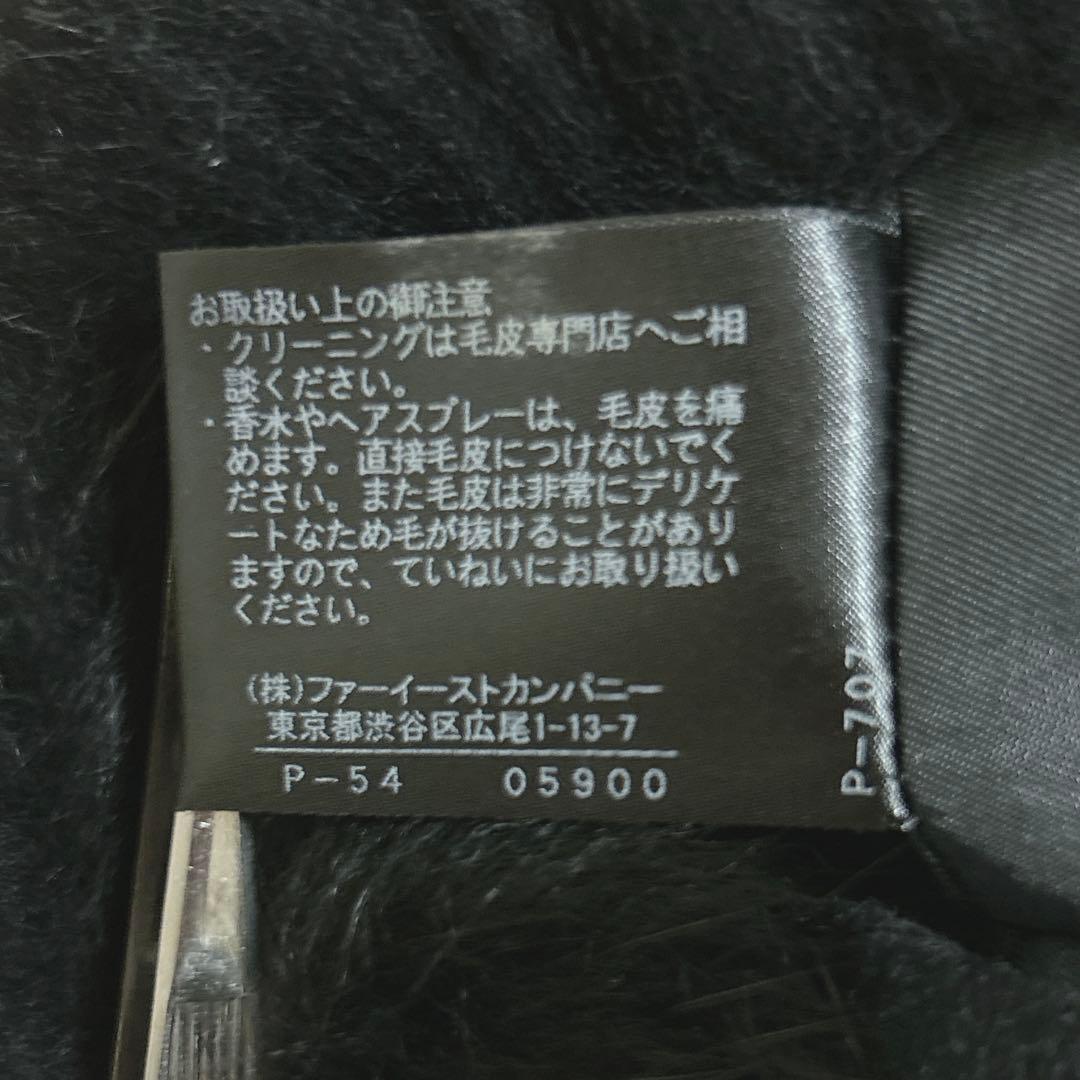 お取扱い上の御注意
・クリーニングは毛皮専門店へご相
談ください。
・香水やヘアスプレーは、毛皮を痛
めます。直接毛皮につけないでく
ださい。また毛皮は非常にデリケ
ートなため毛が抜けることがあり
ますので、ていねいにお取り扱い
ください。
(株)ファーイーストカンパニー
東京都渋谷区広尾1-13-7
P-54 05900
P-707